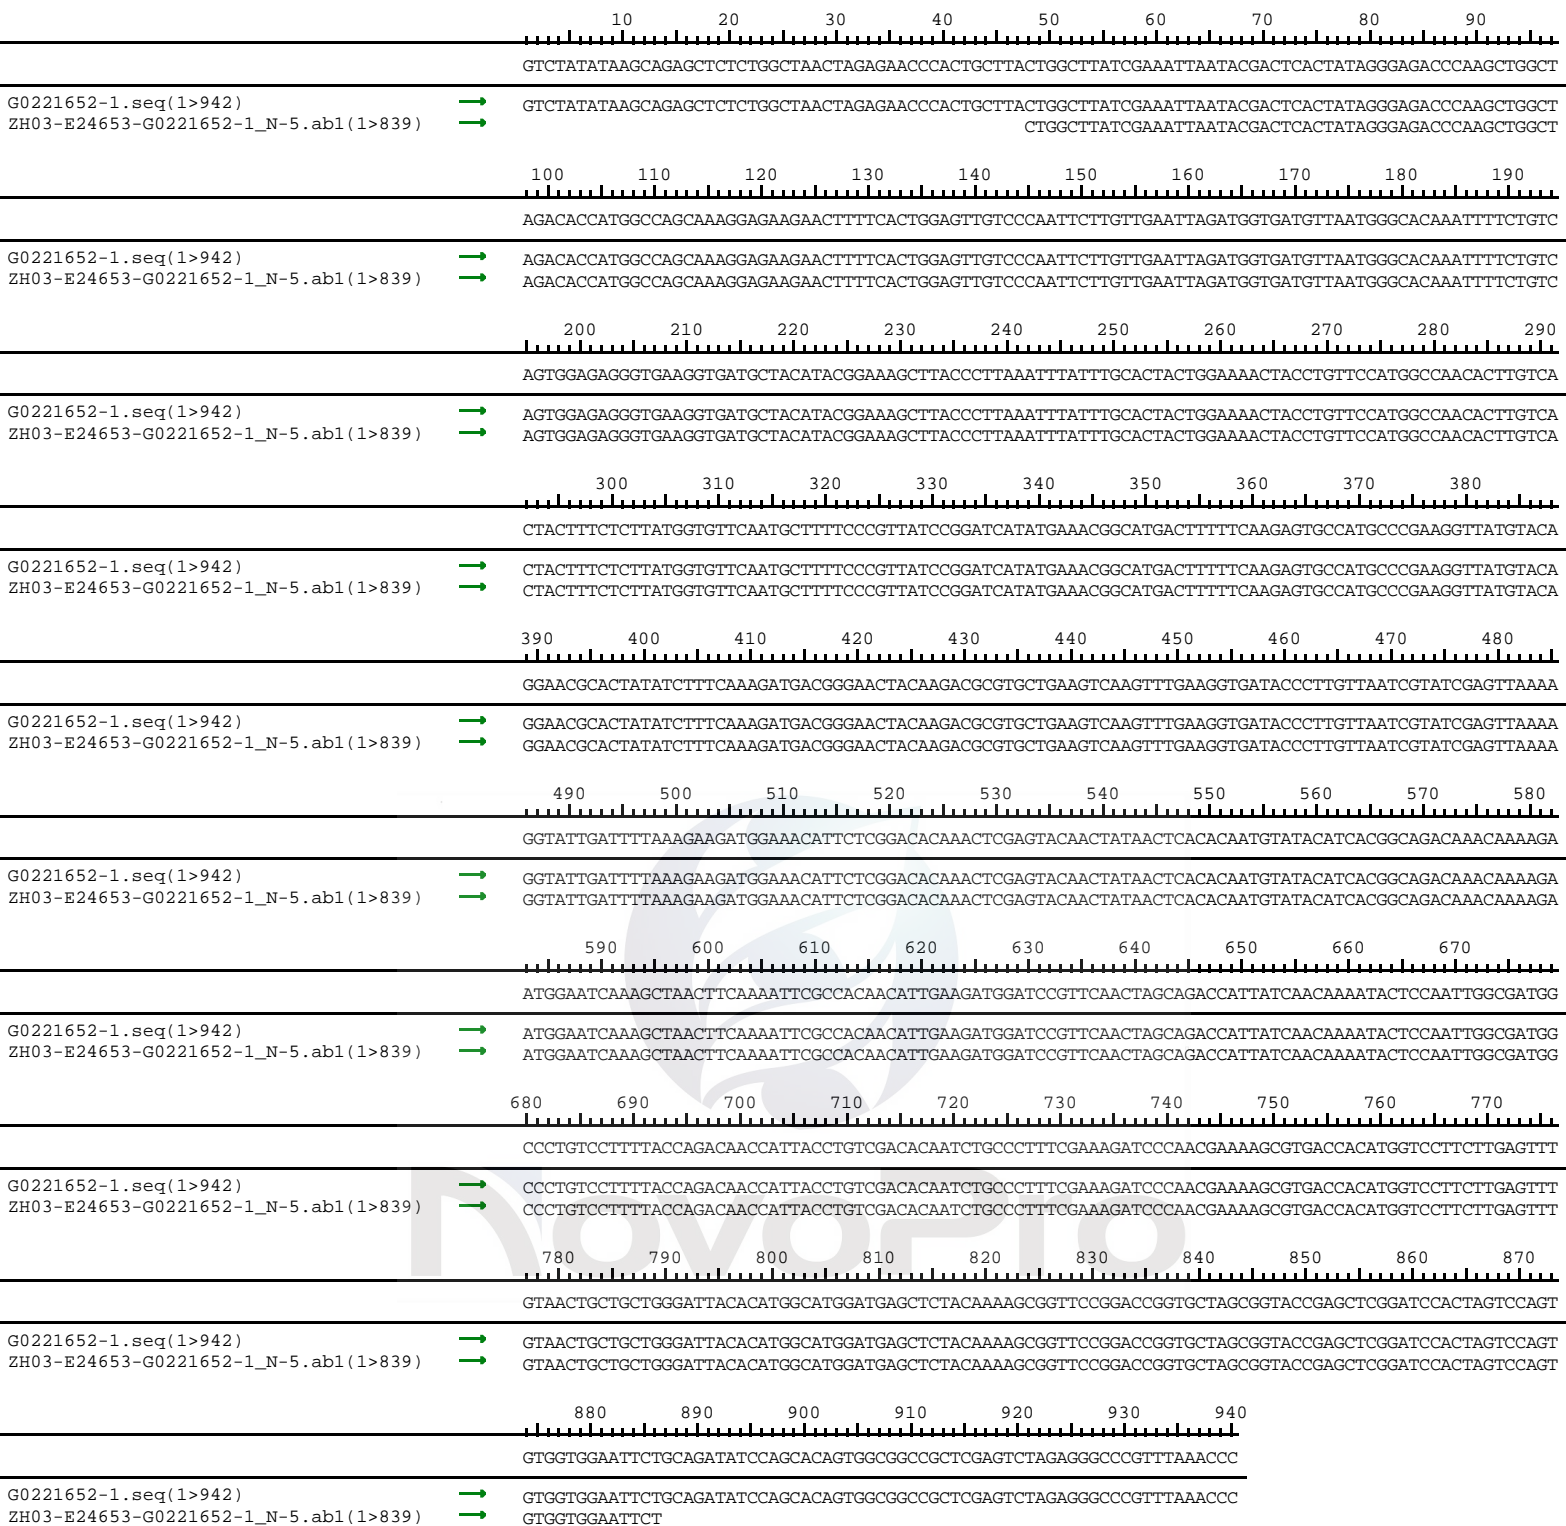 10 20 30 40 50 60 70 80 90
GTCTATATAAGCAGAGCTCTCTGGCTAACTAGAGAACCCACTGCTTACTGGCTTATCGAAATTAATACGACTCACTATAGGGAGACCCAAGCTGGCT
G0221652-1.seq(1>942) GTCTATATAAGCAGAGCTCTCTGGCTAACTAGAGAACCCACTGCTTACTGGCTTATCGAAATTAATACGACTCACTATAGGGAGACCCAAGCTGGCT
ZH03-E24653-G0221652-1_N-5.ab1(1>839) CTGGCTTATCGAAATTAATACGACTCACTATAGGGAGACCCAAGCTGGCT
100 110 120 130 140 150 160 170 180 190
AGACACCATGGCCAGCAAAGGAGAAGAACTTTTCACTGGAGTTGTCCCAATTCTTGTTGAATTAGATGGTGATGTTAATGGGCACAAATTTTCTGTC
G0221652-1.seq(1>942) AGACACCATGGCCAGCAAAGGAGAAGAACTTTTCACTGGAGTTGTCCCAATTCTTGTTGAATTAGATGGTGATGTTAATGGGCACAAATTTTCTGTC
ZH03-E24653-G0221652-1_N-5.ab1(1>839) AGACACCATGGCCAGCAAAGGAGAAGAACTTTTCACTGGAGTTGTCCCAATTCTTGTTGAATTAGATGGTGATGTTAATGGGCACAAATTTTCTGTC
200 210 220 230 240 250 260 270 280 290
AGTGGAGAGGGTGAAGGTGATGCTACATACGGAAAGCTTACCCTTAAATTTATTTGCACTACTGGAAAACTACCTGTTCCATGGCCAACACTTGTCA
G0221652-1.seq(1>942) AGTGGAGAGGGTGAAGGTGATGCTACATACGGAAAGCTTACCCTTAAATTTATTTGCACTACTGGAAAACTACCTGTTCCATGGCCAACACTTGTCA
ZH03-E24653-G0221652-1_N-5.ab1(1>839) AGTGGAGAGGGTGAAGGTGATGCTACATACGGAAAGCTTACCCTTAAATTTATTTGCACTACTGGAAAACTACCTGTTCCATGGCCAACACTTGTCA
300 310 320 330 340 350 360 370 380
CTACTTTCTCTTATGGTGTTCAATGCTTTTCCCGTTATCCGGATCATATGAAACGGCATGACTTTTTCAAGAGTGCCATGCCCGAAGGTTATGTACA
G0221652-1.seq(1>942) CTACTTTCTCTTATGGTGTTCAATGCTTTTCCCGTTATCCGGATCATATGAAACGGCATGACTTTTTCAAGAGTGCCATGCCCGAAGGTTATGTACA
ZH03-E24653-G0221652-1_N-5.ab1(1>839) CTACTTTCTCTTATGGTGTTCAATGCTTTTCCCGTTATCCGGATCATATGAAACGGCATGACTTTTTCAAGAGTGCCATGCCCGAAGGTTATGTACA
390 400 410 420 430 440 450 460 470 480
GGAACGCACTATATCTTTCAAAGATGACGGGAACTACAAGACGCGTGCTGAAGTCAAGTTTGAAGGTGATACCCTTGTTAATCGTATCGAGTTAAAA
G0221652-1.seq(1>942) GGAACGCACTATATCTTTCAAAGATGACGGGAACTACAAGACGCGTGCTGAAGTCAAGTTTGAAGGTGATACCCTTGTTAATCGTATCGAGTTAAAA
ZH03-E24653-G0221652-1_N-5.ab1(1>839) GGAACGCACTATATCTTTCAAAGATGACGGGAACTACAAGACGCGTGCTGAAGTCAAGTTTGAAGGTGATACCCTTGTTAATCGTATCGAGTTAAAA
490 500 510 520 530 540 550 560 570 580
GGTATTGATTTTAAAGAAGATGGAAACATTCTCGGACACAAACTCGAGTACAACTATAACTCACACAATGTATACATCACGGCAGACAAACAAAAGA
G0221652-1.seq(1>942) GGTATTGATTTTAAAGAAGATGGAAACATTCTCGGACACAAACTCGAGTACAACTATAACTCACACAATGTATACATCACGGCAGACAAACAAAAGA
ZH03-E24653-G0221652-1_N-5.ab1(1>839) GGTATTGATTTTAAAGAAGATGGAAACATTCTCGGACACAAACTCGAGTACAACTATAACTCACACAATGTATACATCACGGCAGACAAACAAAAGA
590 600 610 620 630 640 650 660 670
ATGGAATCAAAGCTAACTTCAAAATTCGCCACAACATTGAAGATGGATCCGTTCAACTAGCAGACCATTATCAACAAAATACTCCAATTGGCGATGG
G0221652-1.seq(1>942) ATGGAATCAAAGCTAACTTCAAAATTCGCCACAACATTGAAGATGGATCCGTTCAACTAGCAGACCATTATCAACAAAATACTCCAATTGGCGATGG
ZH03-E24653-G0221652-1_N-5.ab1(1>839) ATGGAATCAAAGCTAACTTCAAAATTCGCCACAACATTGAAGATGGATCCGTTCAACTAGCAGACCATTATCAACAAAATACTCCAATTGGCGATGG
680 690 700 710 720 730 740 750 760 770
CCCTGTCCTTTTACCAGACAACCATTACCTGTCGACACAATCTGCCCTTTCGAAAGATCCCAACGAAAAGCGTGACCACATGGTCCTTCTTGAGTTT
G0221652-1.seq(1>942) CCCTGTCCTTTTACCAGACAACCATTACCTGTCGACACAATCTGCCCTTTCGAAAGATCCCAACGAAAAGCGTGACCACATGGTCCTTCTTGAGTTT
ZH03-E24653-G0221652-1_N-5.ab1(1>839) CCCTGTCCTTTTACCAGACAACCATTACCTGTCGACACAATCTGCCCTTTCGAAAGATCCCAACGAAAAGCGTGACCACATGGTCCTTCTTGAGTTT
NovoPro
780 790 800 810 820 830 840 850 860 870
GTAACTGCTGCTGGGATTACACATGGCATGGATGAGCTCTACAAAAGCGGTTCCGGACCGGTGCTAGCGGTACCGAGCTCGGATCCACTAGTCCAGT
G0221652-1.seq(1>942) GTAACTGCTGCTGGGATTACACATGGCATGGATGAGCTCTACAAAAGCGGTTCCGGACCGGTGCTAGCGGTACCGAGCTCGGATCCACTAGTCCAGT
ZH03-E24653-G0221652-1_N-5.ab1(1>839) GTAACTGCTGCTGGGATTACACATGGCATGGATGAGCTCTACAAAAGCGGTTCCGGACCGGTGCTAGCGGTACCGAGCTCGGATCCACTAGTCCAGT
880 890 900 910 920 930 940
GTGGTGGAATTCTGCAGATATCCAGCACAGTGGCGGCCGCTCGAGTCTAGAGGGCCCGTTTAAACCC
G0221652-1.seq(1>942) GTGGTGGAATTCTGCAGATATCCAGCACAGTGGCGGCCGCTCGAGTCTAGAGGGCCCGTTTAAACCC
ZH03-E24653-G0221652-1_N-5.ab1(1>839) GTGGTGGAATTCT